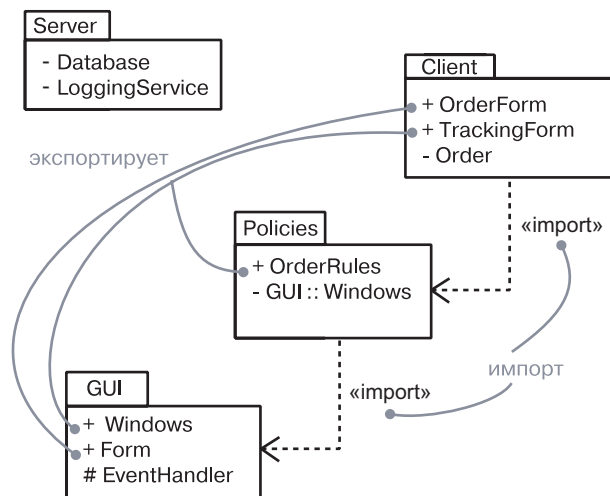 Server
- Database
- LoggingService
Client
+ OrderForm
+ TrackingForm
- Order
экспортирует
Policies
+ OrderRules
- GUI :: Windows
«import»
импорт
«import»
GUI
+ Windows
+ Form
# EventHandler